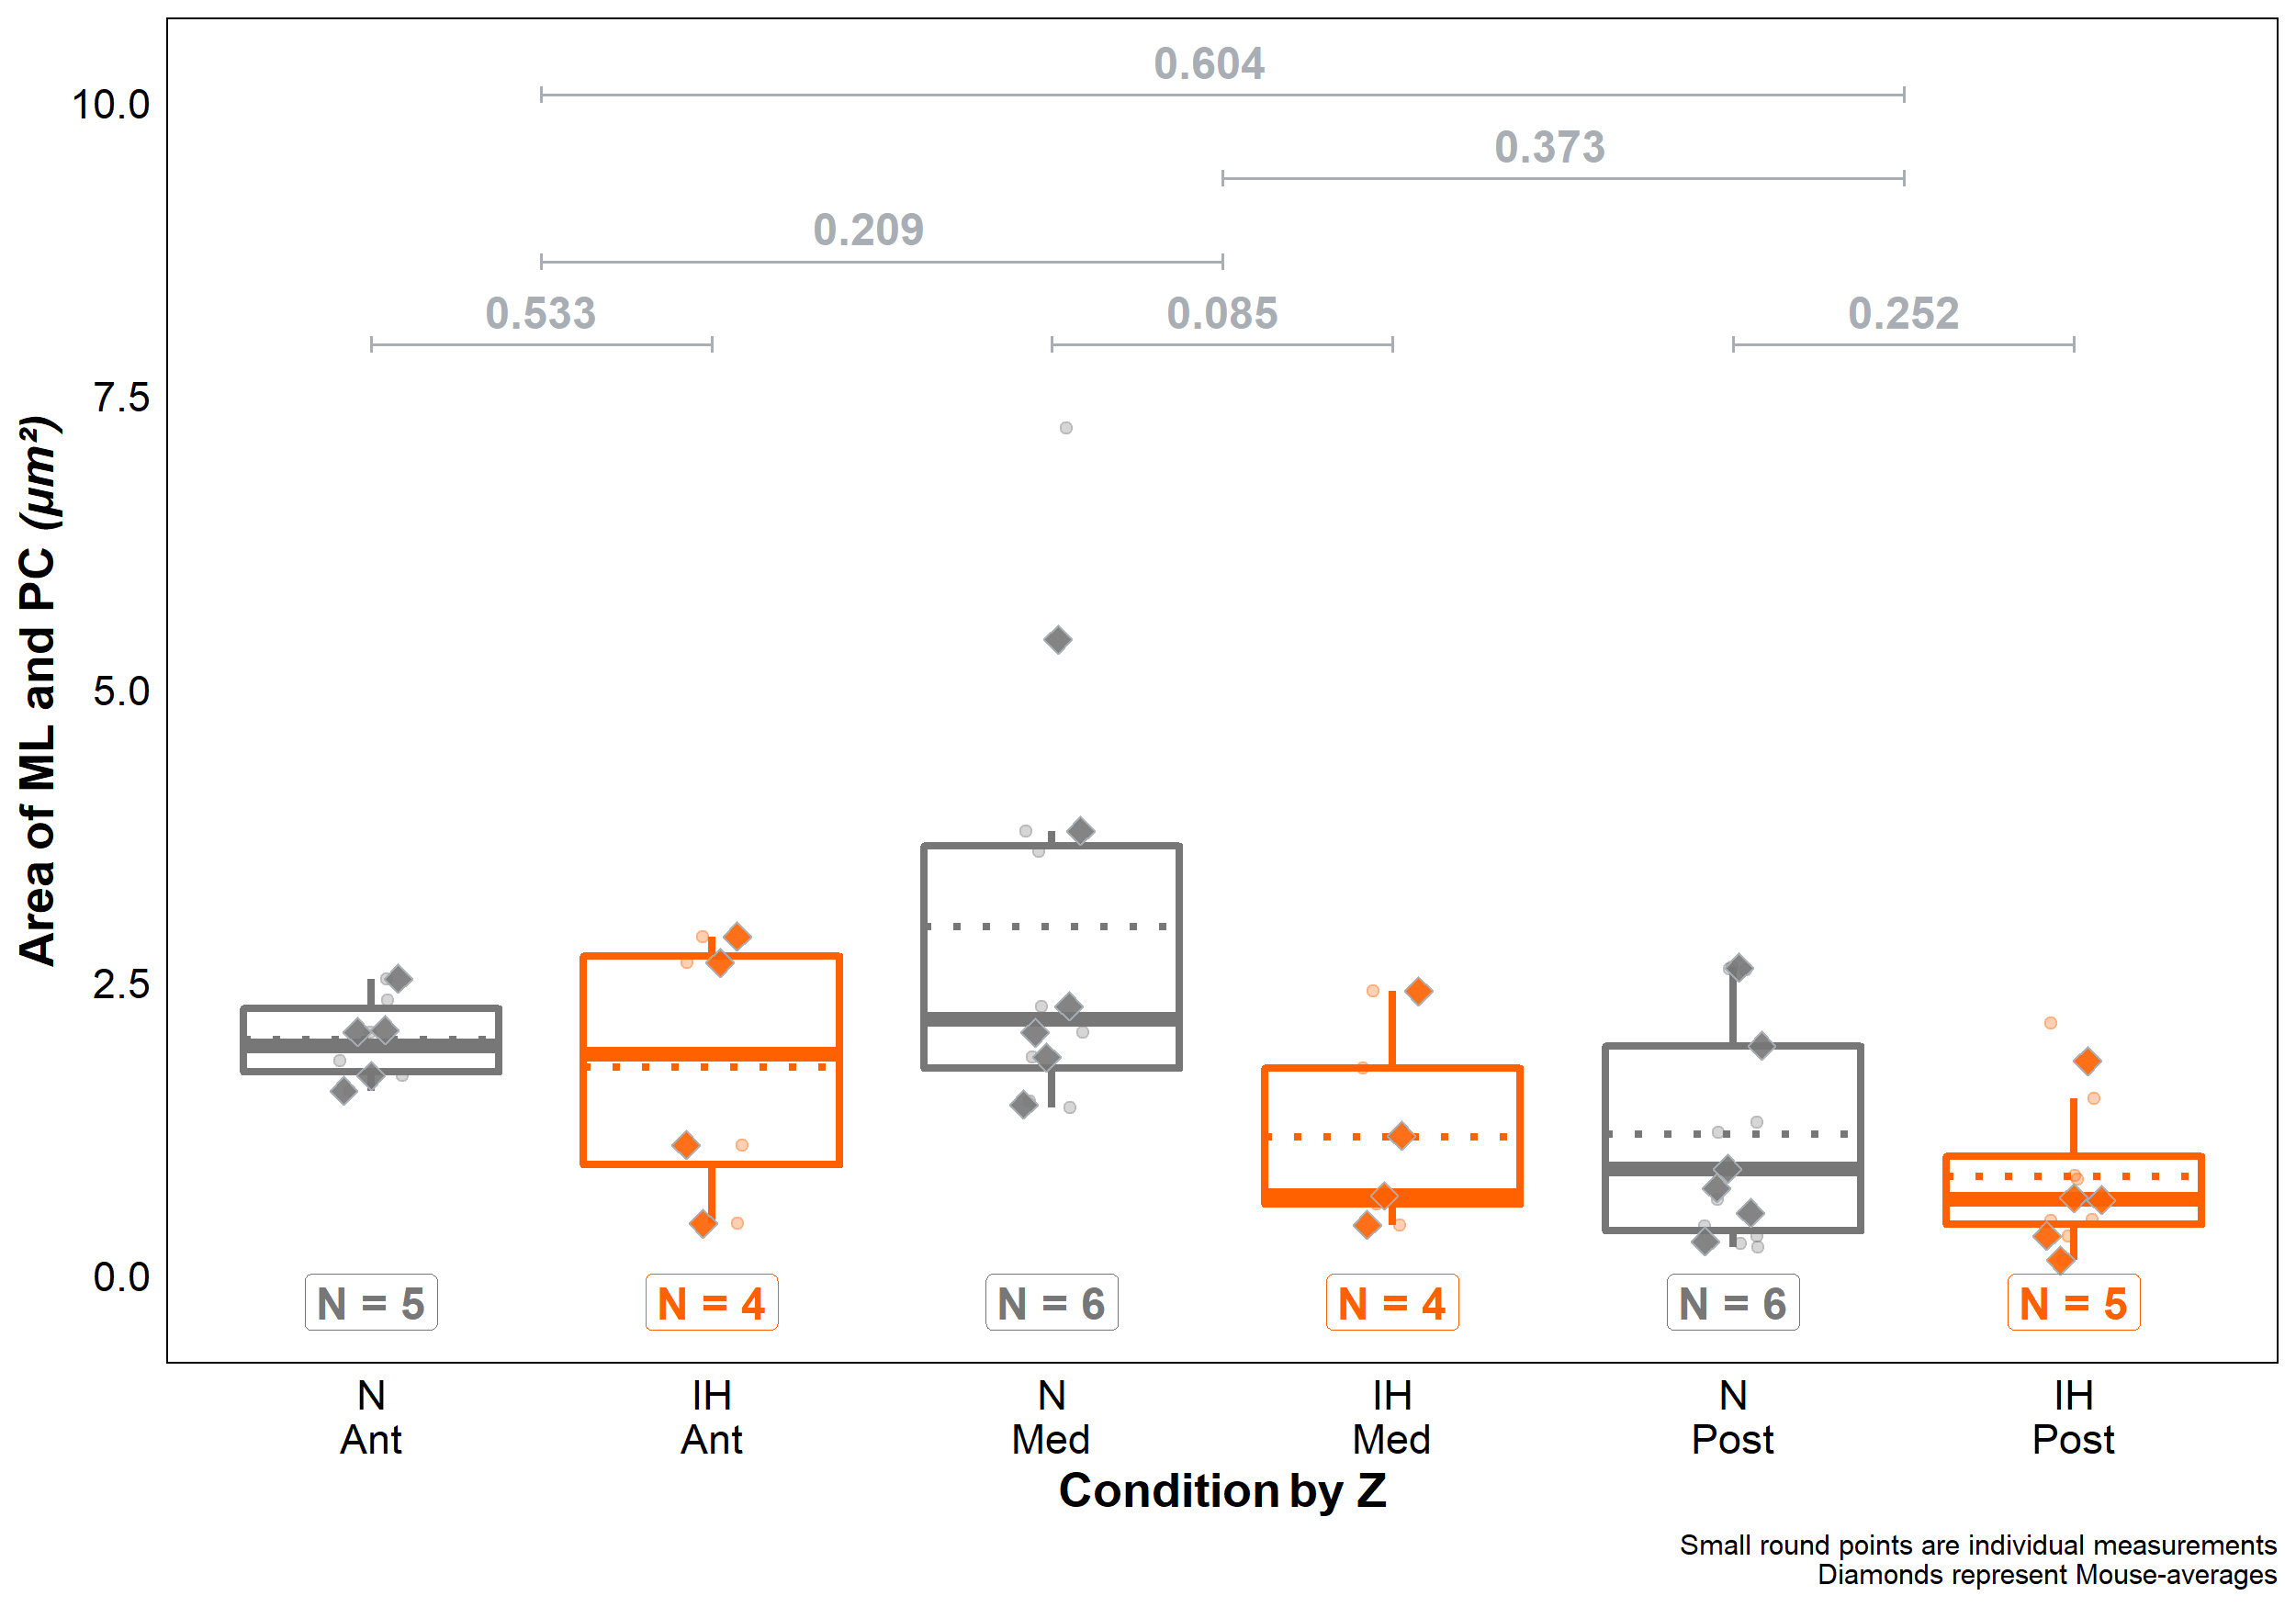 0.604
10.0
0.373
0.209
0.533
0.085
0.252
7.5
5.0
2.5
0.0
Area of ML and PC (µm²)
N = 5
N = 4
N = 6
N = 4
N = 6
N = 5
N
Ant
IH
Ant
N
Med
IH
Med
N
Post
IH
Post
Condition by Z
Small round points are individual measurements
Diamonds represent Mouse-averages